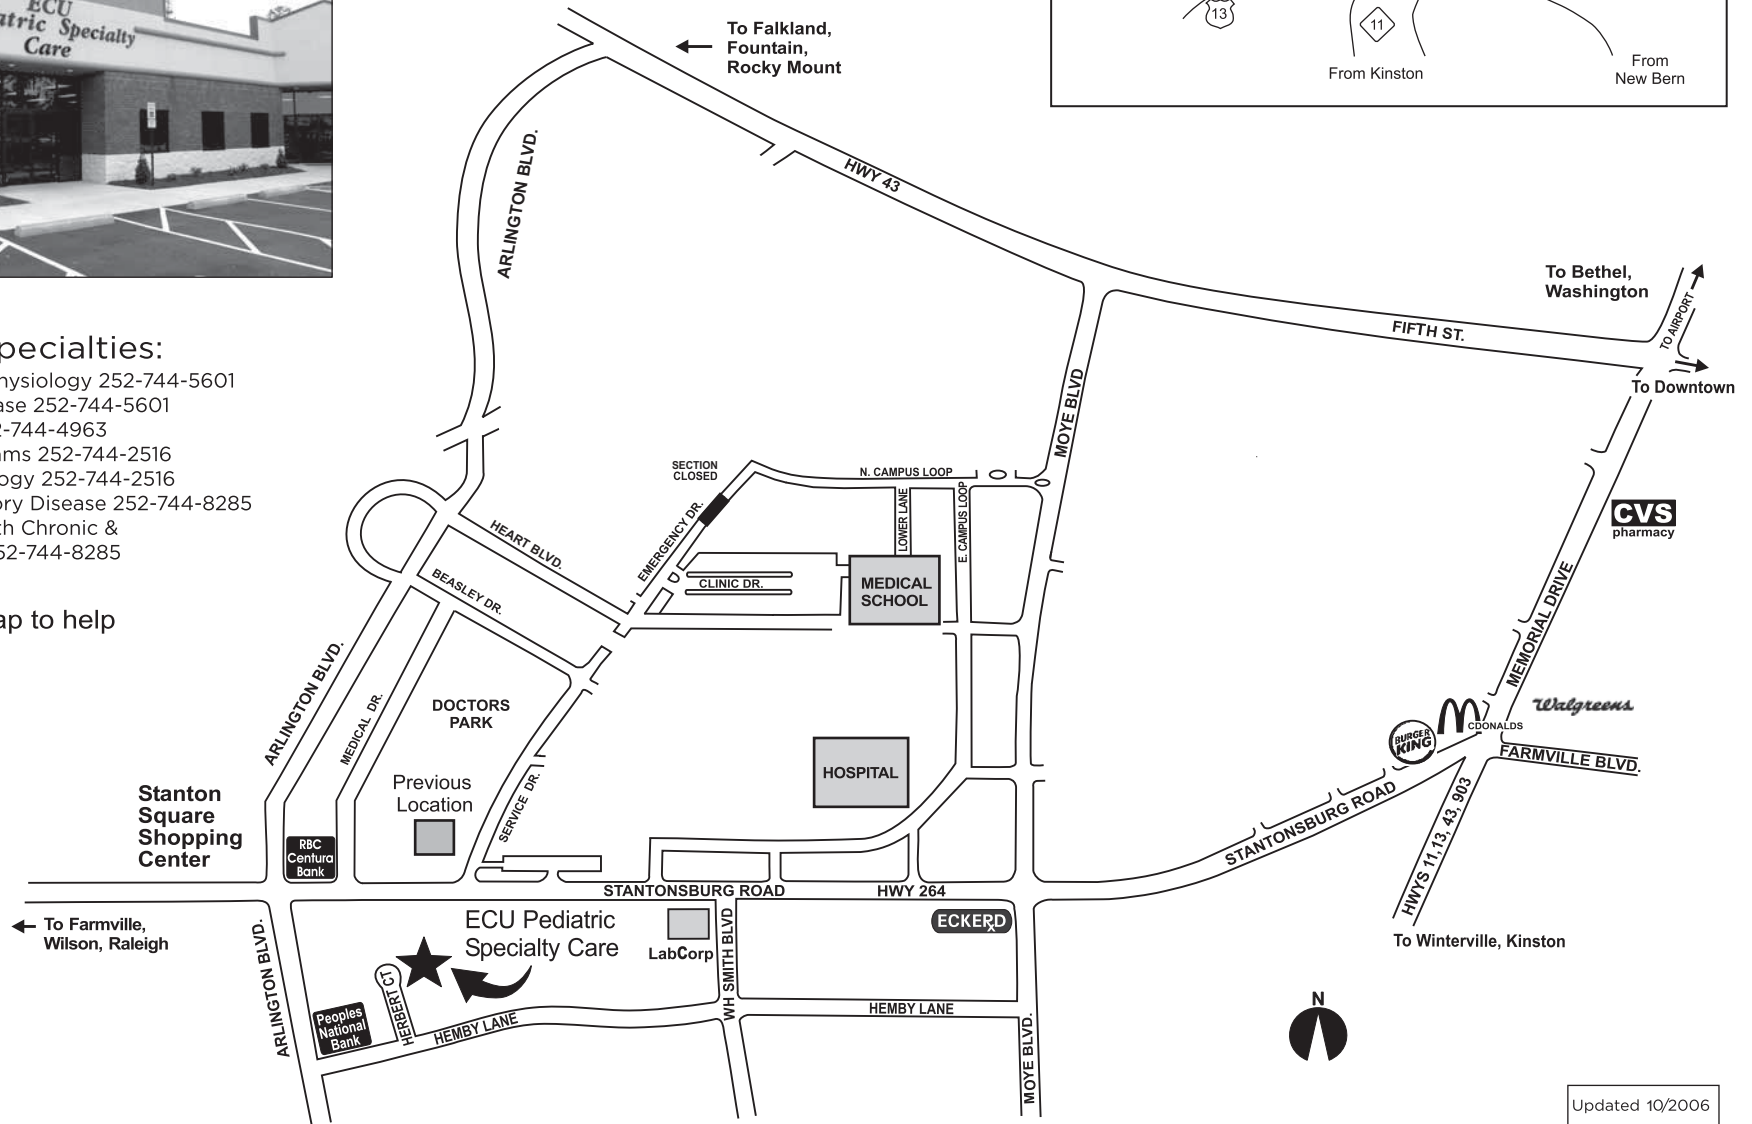 ECU
atric Specialty
Care
To Falkland,
Fountain,
Rocky Mount
13
11
From Kinston
From
New Bern
ARLINGTON BLVD.
HWY 43
To Bethel,
Washington
TO AIRPORT
FIFTH ST.
To Downtown
MOYE BLVD
pecialties:
hysiology 252-744-5601
ase 252-744-5601
2-744-4963
ams 252-744-2516
ogy 252-744-2516
ory Disease 252-744-8285
th Chronic &
52-744-8285
ap to help
SECTION
CLOSED
N. CAMPUS LOOP
EMERGENCY DR.
LOWER LANE
E. CAMPUS LOOP
CVS
pharmacy
HEART BLVD.
BEASLEY DR.
CLINIC DR.
MEDICAL
SCHOOL
MEMORIAL DRIVE
ARLINGTON BLVD.
MEDICAL DR.
DOCTORS
PARK
Walgreens
MCDONALDS
BURGER
KING
FARMVILLE BLVD.
HOSPITAL
Previous
Location
SERVICE DR.
Stanton
Square
Shopping
Center
RBC
Centura
Bank
STANTONSBURG ROAD
HWYS 11,13, 43, 903
STANTONSBURG ROAD
HWY 264
To Farmville,
Wilson, Raleigh
ARLINGTON BLVD.
ECU Pediatric
Specialty Care
LabCorp
WH SMITH BLVD
ECKERD
To Winterville, Kinston
HERBERT CT
Peoples
National
Bank
HEMBY LANE
HEMBY LANE
MOYE BLVD.
N
Updated 10/2006